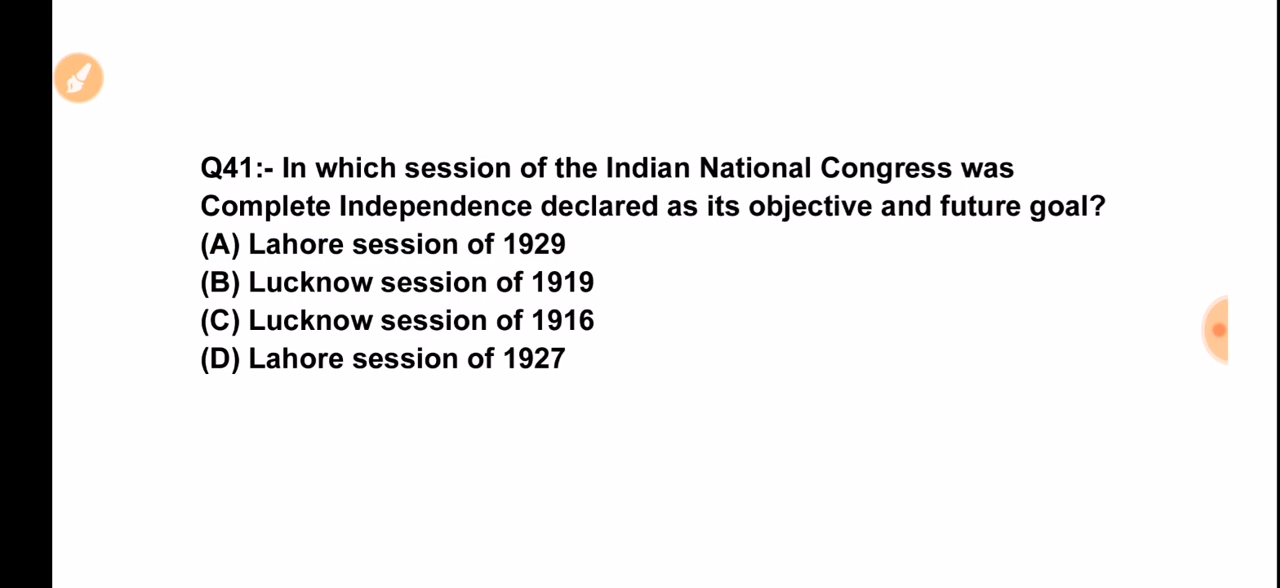 Q41:- In which session of the Indian National Congress was
Complete Independence declared as its objective and future goal?
(A) Lahore session of 1929
(B) Lucknow session of 1919
(C) Lucknow session of 1916
(D) Lahore session of 1927